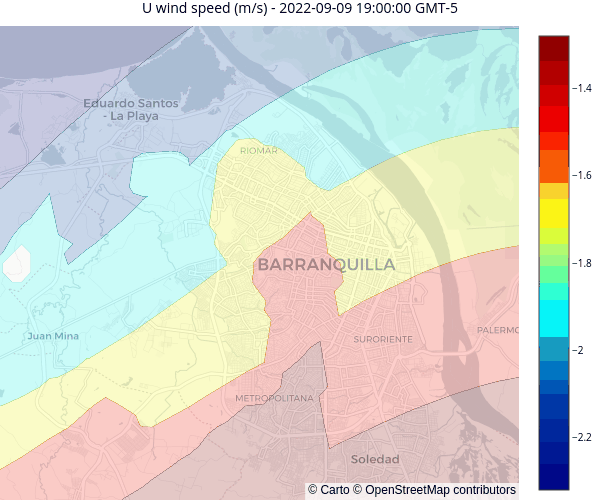 U wind speed (m/s) - 2022-09-09 19:00:00 GMT-5
Eduardo Santos
- La Playa
RIOMAR
BARRANQUILLA
Juan Mina
SURORIENTE
PALERMO
METROPOLITANA
Soledad
© Carto © OpenStreetMap contributors
−1.4
−1.6
−1.8
−2
−2.2